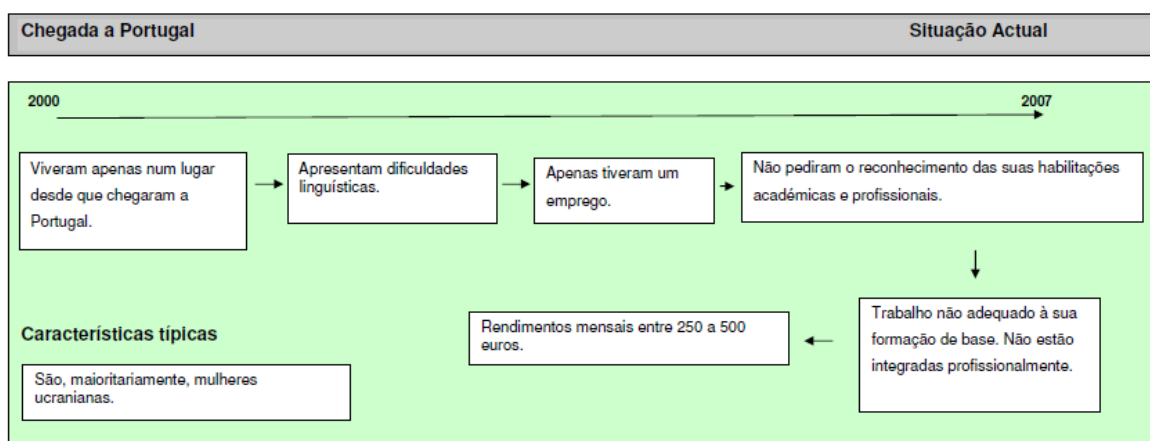 Chegada a Portugal
Situação Actual
2000
2007
Viveram apenas num lugar
desde que chegaram a
Portugal.
Apresentam dificuldades
linguísticas.
Apenas tiveram um
emprego.
Não pediram o reconhecimento das suas habilitações
académicas e profissionais.
Trabalho não adequado à sua
formação de base. Não estão
integradas profissionalmente.
Rendimentos mensais entre 250 a 500
euros.
Características típicas
São, maioritariamente, mulheres
ucranianas.